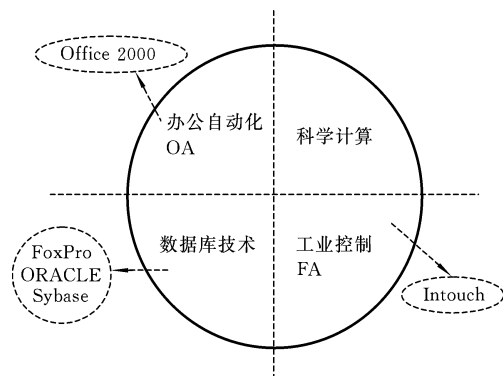 Office 2000
办公自动化
OA
科学计算
数据库技术
工业控制
FA
FoxPro
ORACLE
Sybase
Intouch